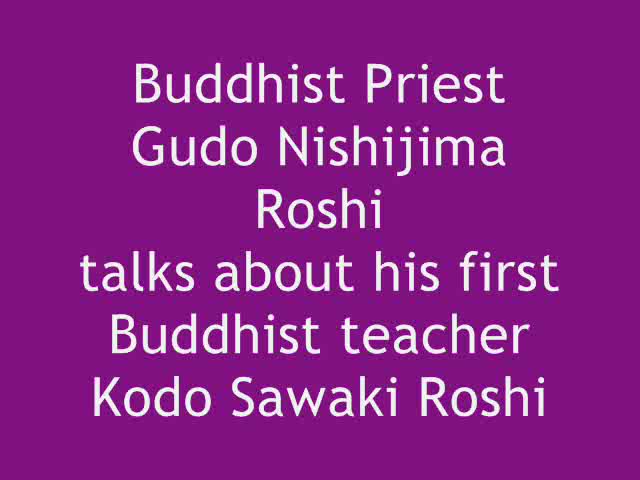 Buddhist Priest
Gudo Nishijima
Roshi
talks about his first
Buddhist teacher
Kodo Sawaki Roshi